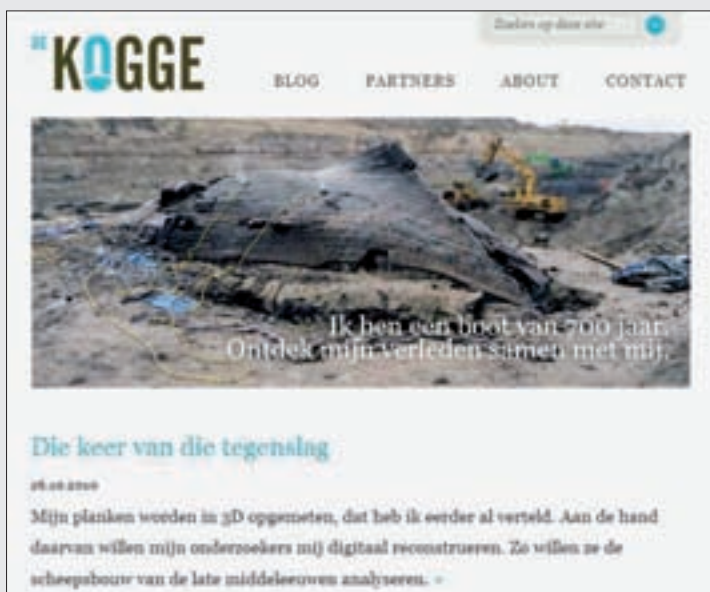 Zoeken op deze site
DE KOGGE
BLOG PARTNERS ABOUT CONTACT
Ik ben een boot van 700 jaar.
Ontdek mijn verleden samen met mij.
Die keer van die tegenslag
Mijn planken worden in 3D opgemeten, dat heb ik eerder al verteld. Aan de hand
daarvan willen mijn onderzoekers mij digitaal reconstrueren. Zo willen ze de
scheepsbouw van de late middeleeuwen analyseren. »